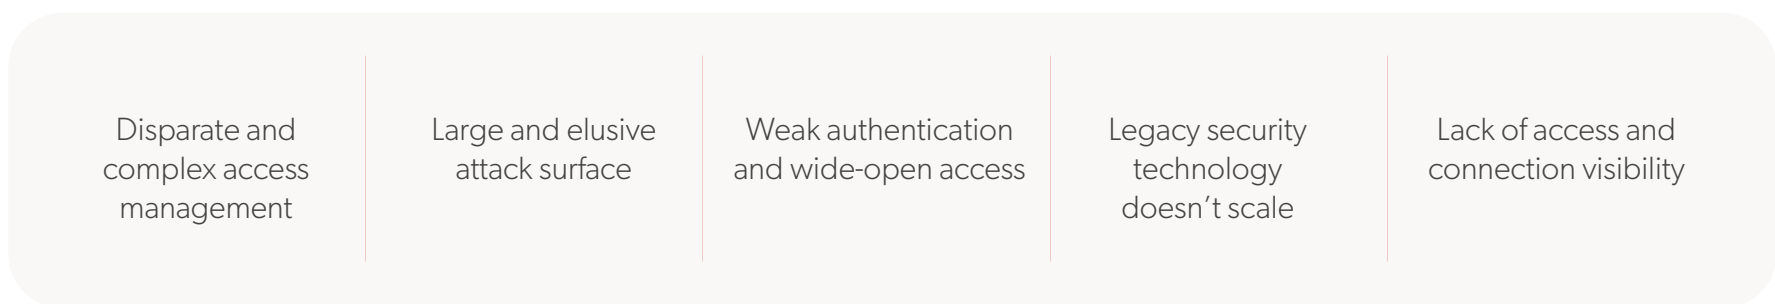 Disparate and
complex access
management
Large and elusive
attack surface
Weak authentication
and wide-open access
Legacy security
technology
doesn’t scale
Lack of access and
connection visibility